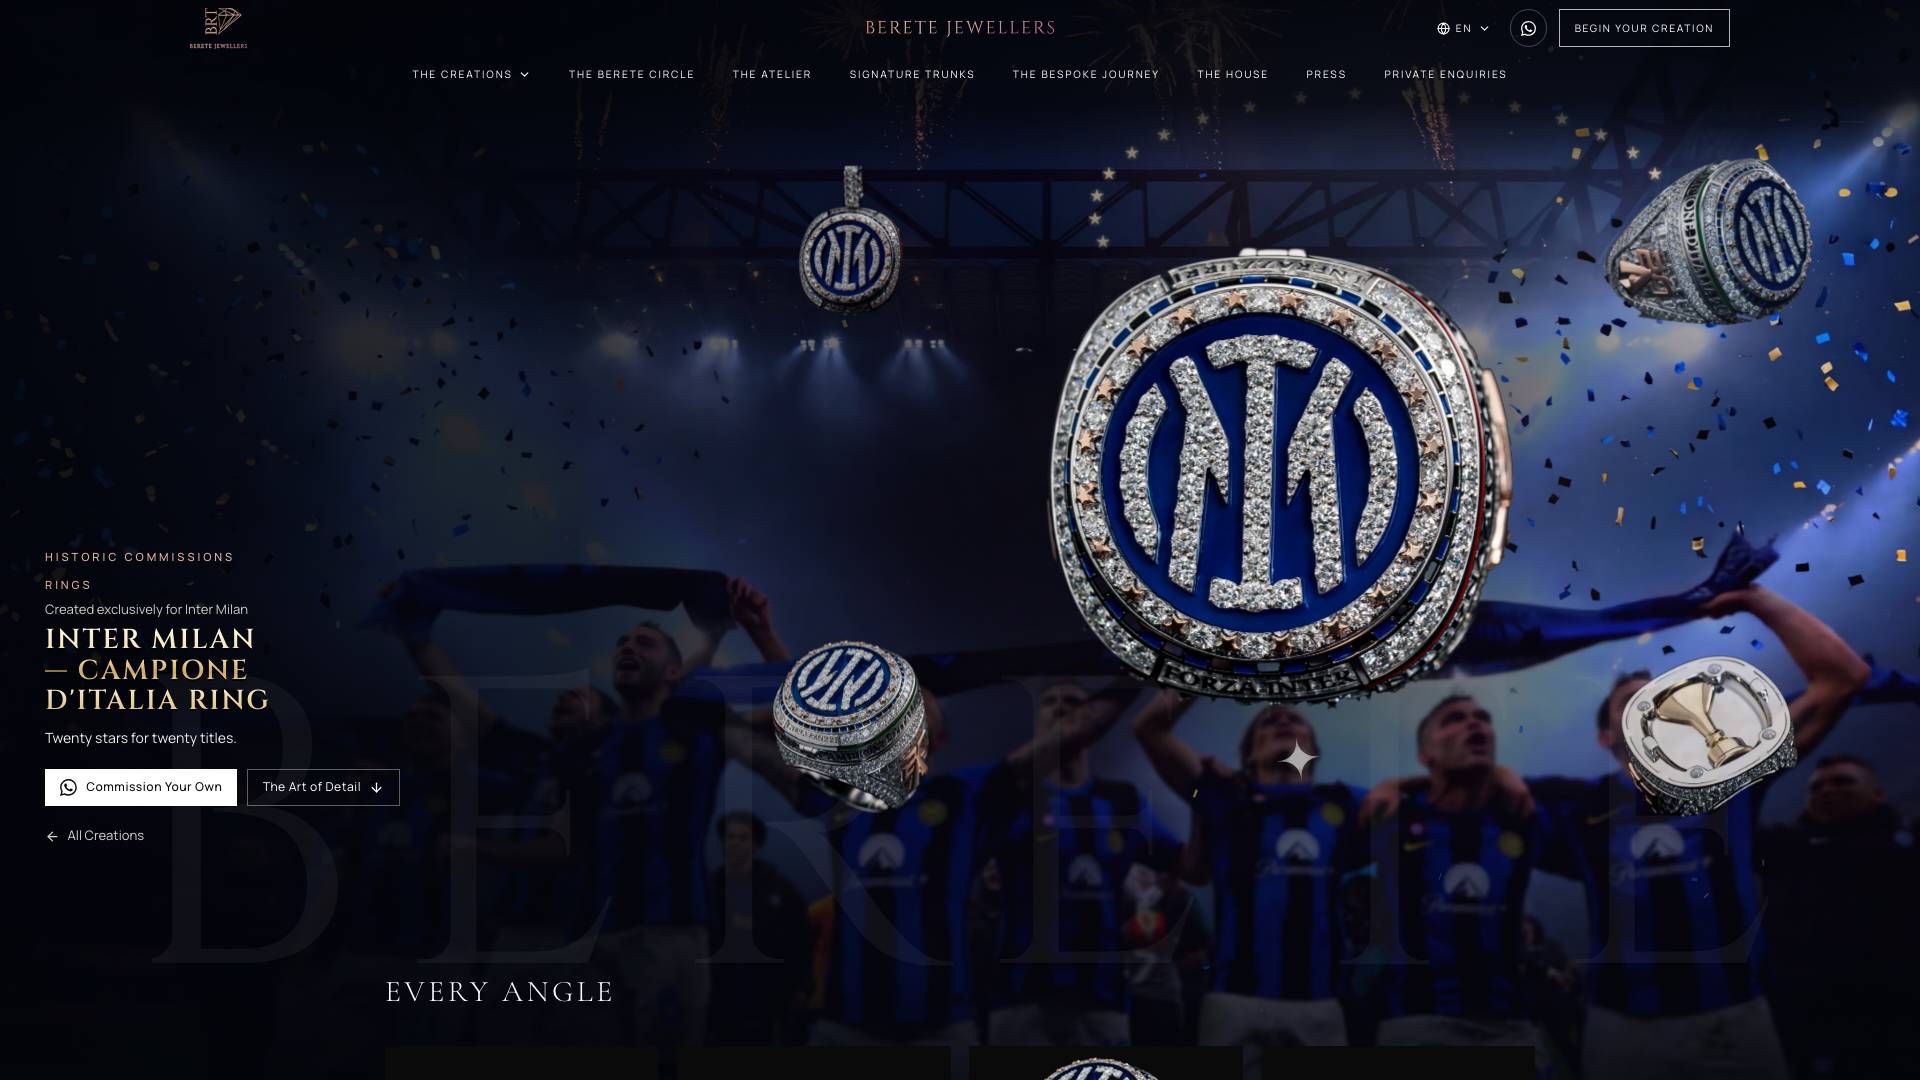 BRT
BERETE JEWELLERS
BERETE JEWELLERS
EN
BEGIN YOUR CREATION
THE CREATIONS
THE BERETE CIRCLE
THE ATELIER
SIGNATURE TRUNKS
THE BESPOKE JOURNEY
THE HOUSE
PRESS
PRIVATE ENQUIRIES
HISTORIC COMMISSIONS
RINGS
Created exclusively for Inter Milan
INTER MILAN
— CAMPIONE
D'ITALIA RING
Twenty stars for twenty titles.
Commission Your Own
The Art of Detail
All Creations
FORZA INTER
Paramount+
BERETE
EVERY ANGLE